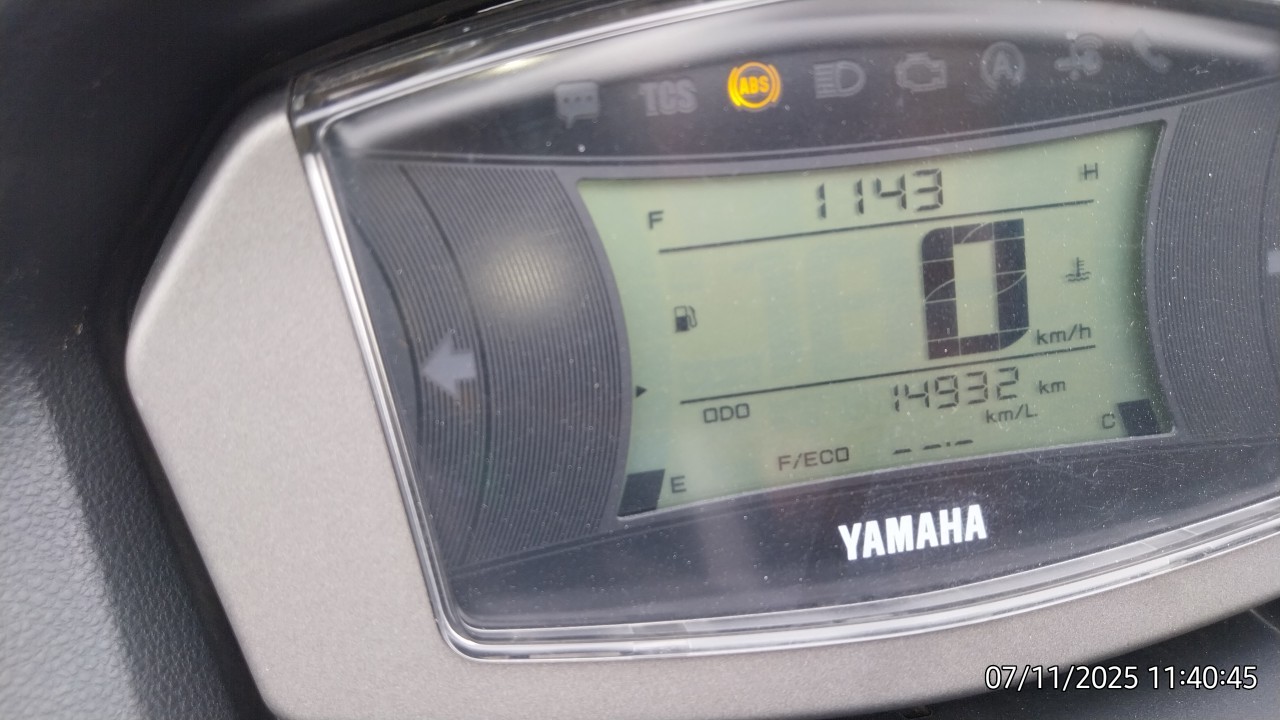 TCS ABS A
1143 H
F
0
km/h
ODO 14932 km
km/L
C
F/ECO --.-
E
YAMAHA
07/11/2025 11:40:45